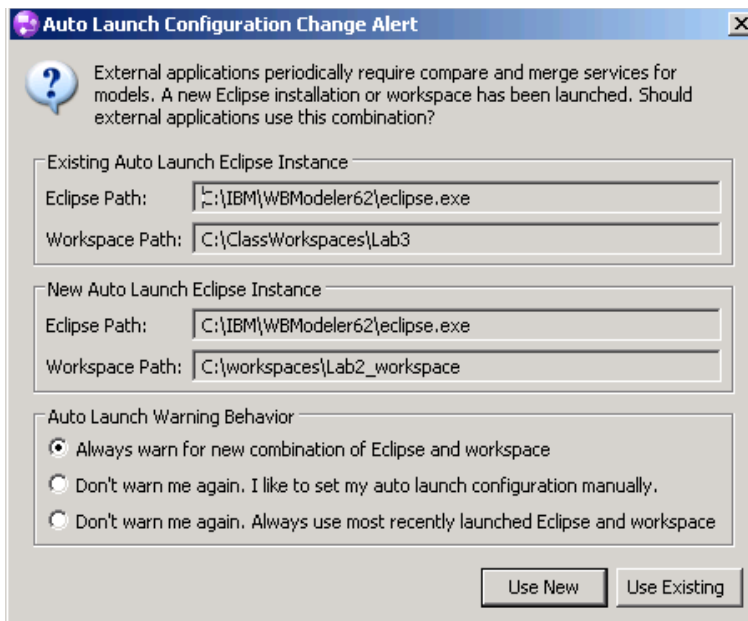 Auto Launch Configuration Change Alert
External applications periodically require compare and merge services for
models. A new Eclipse installation or workspace has been launched. Should
external applications use this combination?
Existing Auto Launch Eclipse Instance
Eclipse Path: C:\IBM\WBModeler62\eclipse.exe
Workspace Path: C:\ClassWorkspaces\Lab3
New Auto Launch Eclipse Instance
Eclipse Path: C:\IBM\WBModeler62\eclipse.exe
Workspace Path: C:\workspaces\Lab2_workspace
Auto Launch Warning Behavior
Always warn for new combination of Eclipse and workspace
Don't warn me again. I like to set my auto launch configuration manually.
Don't warn me again. Always use most recently launched Eclipse and workspace
Use New Use Existing